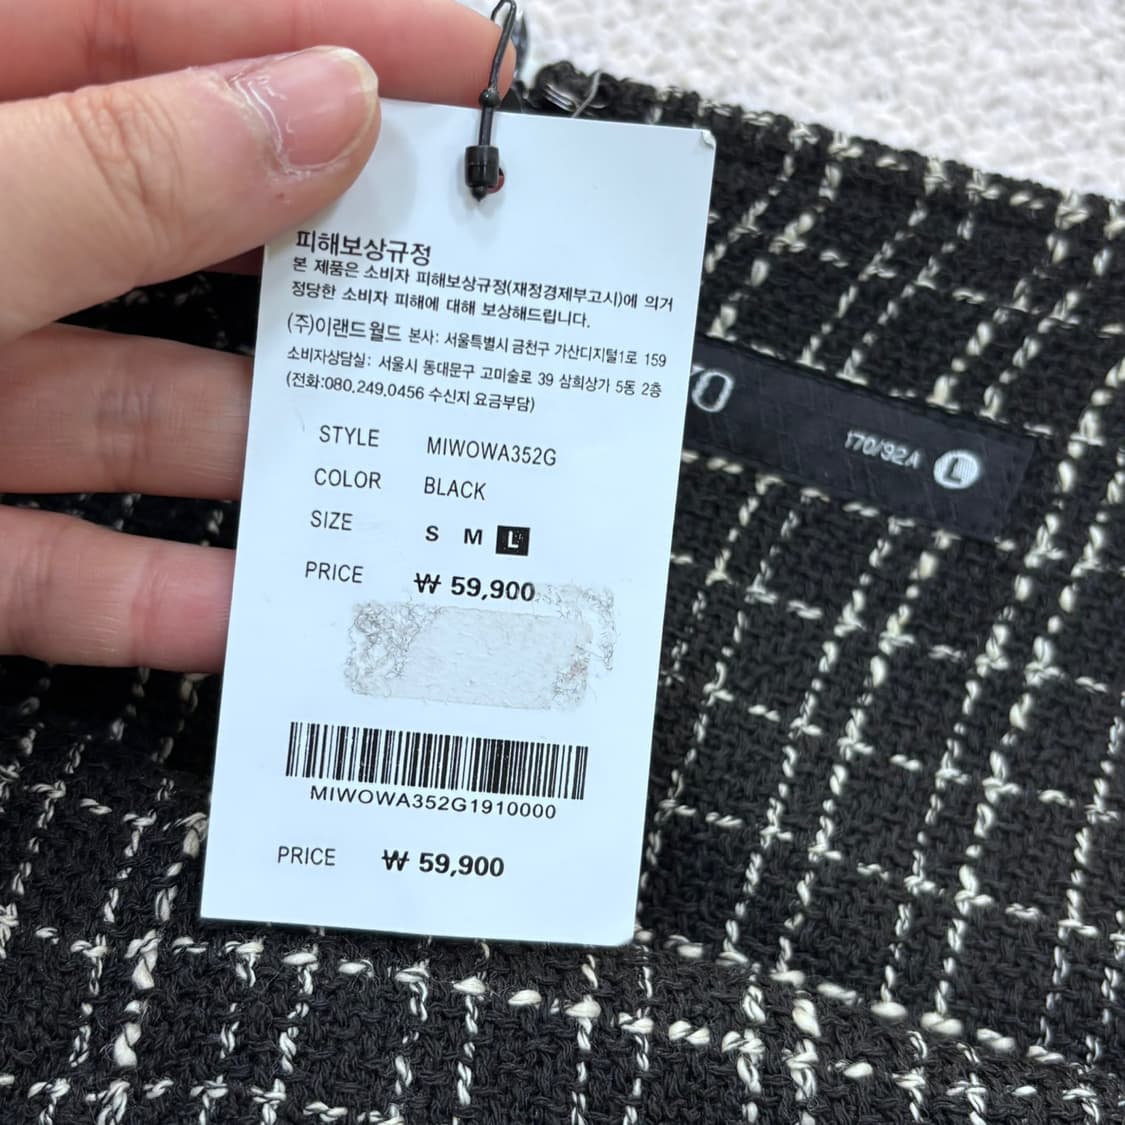 피해보상규정
본 제품은 소비자 피해보상규정(재정경제부고시)에 의거
정당한 소비자 피해에 대해 보상해드립니다.
(주)이랜드월드 본사: 서울특별시 금천구 가산디지털1로 159
소비자상담실: 서울시 동대문구 고미술로 39 삼희상가 5동 2층
(전화:080.249.0456 수신지 요금부담)
STYLE MIWOWA352G
COLOR BLACK
SIZE S M L
PRICE ₩ 59,900
MIWOWA352G1910000
PRICE ₩ 59,900
170/92A L